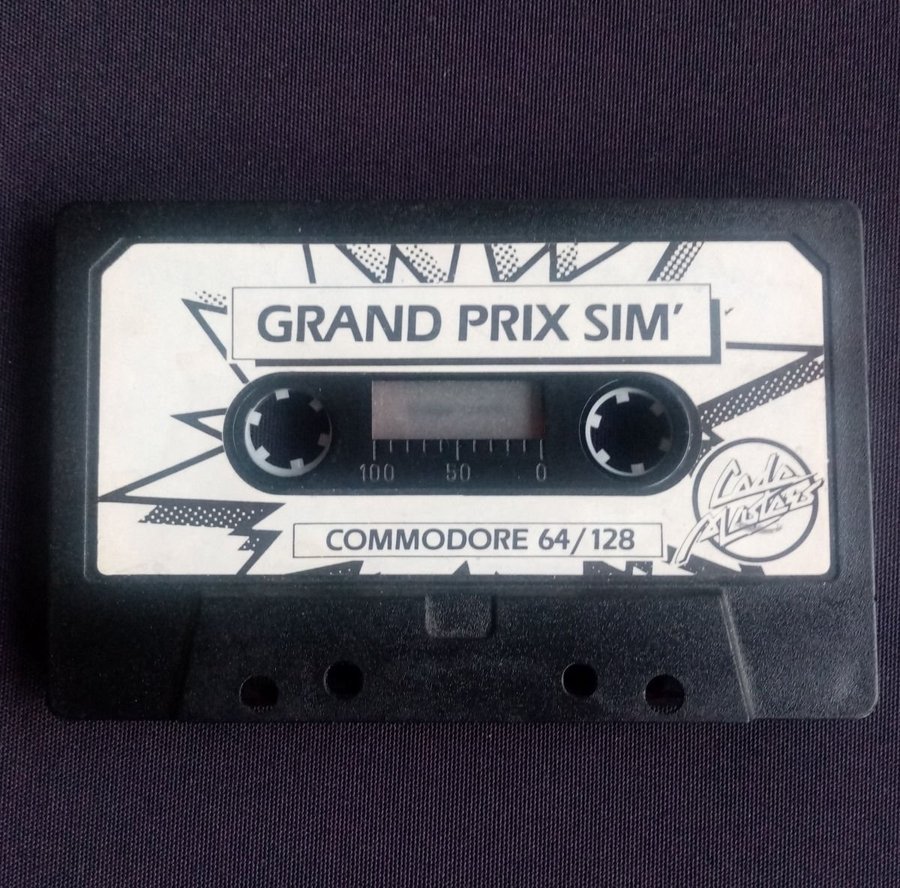 GRAND PRIX SIM'
100 50 0
COMMODORE 64/128
Code
Masters